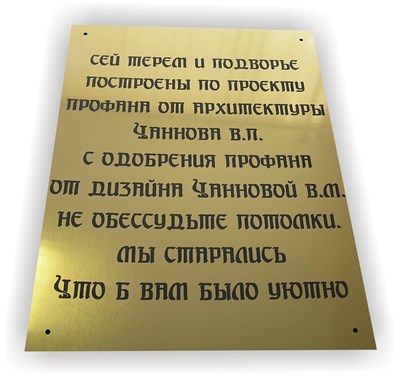 СЕЙ ТЕРЕМ И ПОДВОРЬЕ
ПОСТРОЕНЫ ПО ПРОЕКТУ
ПРОФАНА ОТ АРХИТЕКТУРЫ
ЧАННОВА В.П.
С ОДОБРЕНИЯ ПРОФАНА
ОТ ДИЗАЙНА ЧАННОВОЙ В.М.
НЕ ОБЕССУДЬТЕ ПОТОМКИ.
МЫ СТАРАЛИСЬ
ЧТО Б ВАМ БЫЛО УЮТНО